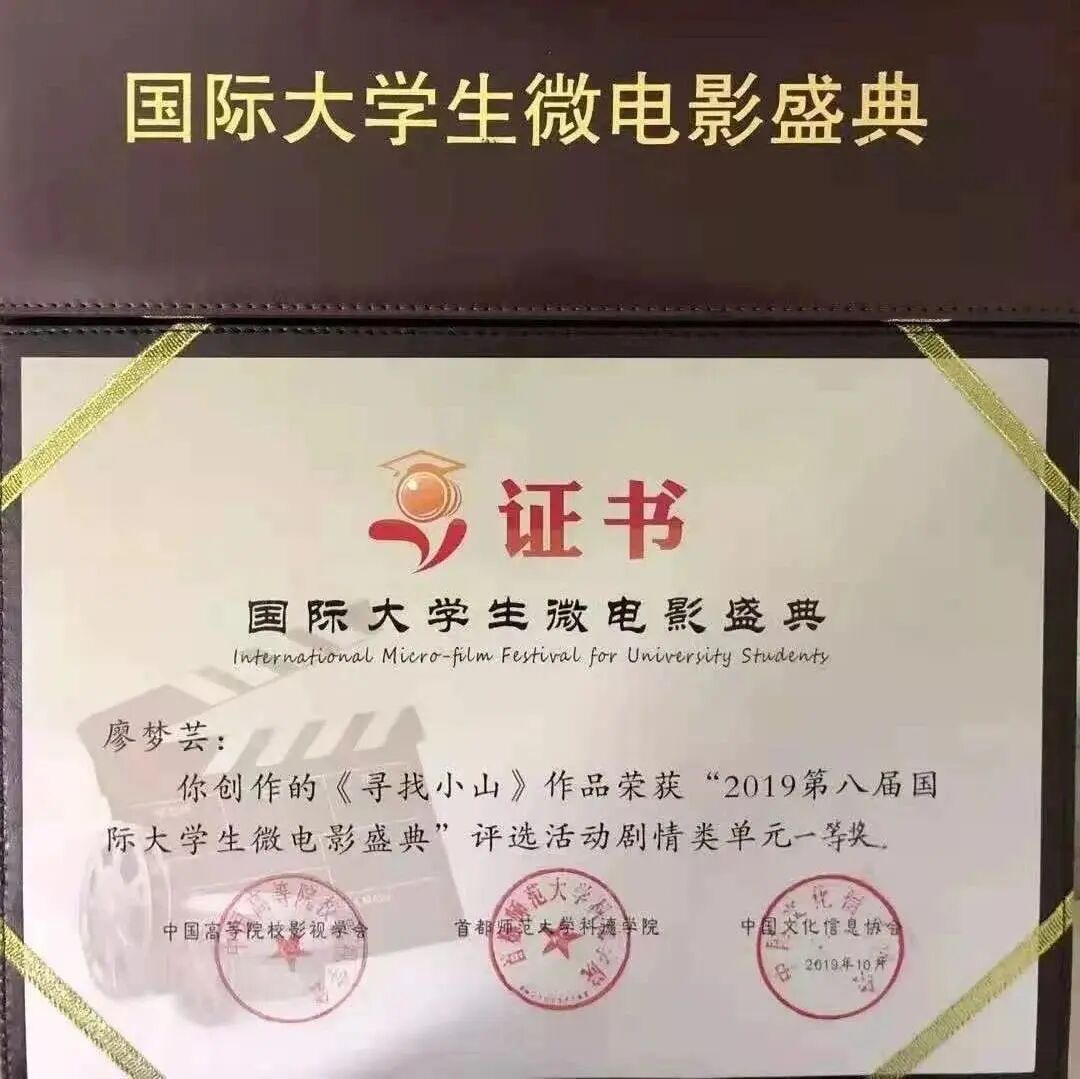 国际大学生微电影盛典
证书
国际大学生微电影盛典
International Micro-film Festival for University Students
廖梦芸：
你创作的《寻找小山》作品荣获“2019第八届国
际大学生微电影盛典”评选活动剧情类单元一等奖。
中国高等院校影视学会
首都师范大学科德学院
中国文化信息协会
2019年10月